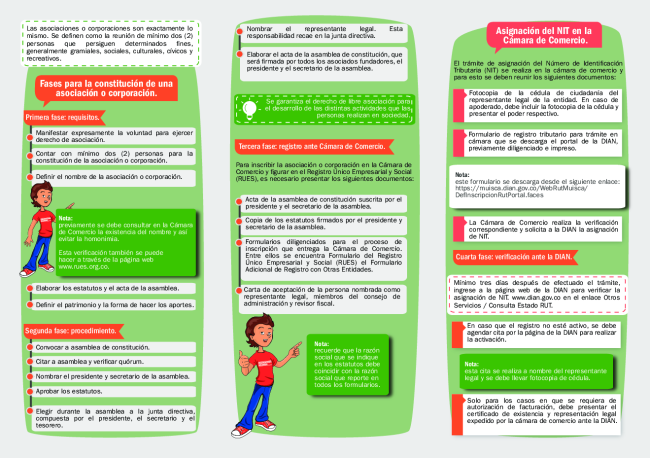 Las asociaciones o corporaciones son exactamente lo
mismo. Se definen como la reunión de mínimo dos (2)
personas que persiguen determinados fines,
generalmente gramiales, sociales, culturales, cívicos y
recreativos.
Fases para la constitución de una
asociación o corporación.
Primera fase: requisitos.
Manifestar expresamente la voluntad para ejercer
derecho de asociación.
Contar con mínimo dos (2) personas para la
constitución de la asociación o corporación.
Definir el nombre de la asociación o corporación.
Nota:
previamente se debe consultar en la Cámara
de Comercio la existencia del nombre y así
evitar la homonimia.
Esta verificación también se puede
hacer a través de la página web
www.rues.org.co.
Elaborar los estatutos y el acta de la asamblea.
Definir el patrimonio y la forma de hacer los aportes.
Segunda fase: procedimiento.
Convocar a asamblea de constitución.
Citar a asamblea y verificar quórum.
Nombrar el presidente y secretario de la asamblea.
Aprobar los estatutos.
Elegir durante la asamblea a la junta directiva,
compuesta por el presidente, el secretario y el
tesorero.
Nombrar el representante legal. Esta
responsabilidad recae en la junta directiva.
Elaborar el acta de la asamblea de constitución, que
será firmada por todos los asociados fundadores, el
presidente y el secretario de la asamblea.
Se garantiza el derecho de libre asociación para
el desarrollo de las distintas actividades que las
personas realizan en sociedad.
Tercera fase: registro ante Cámara de Comercio.
Para inscribir la asociación o corporación en la Cámara de
Comercio y figurar en el Registro Único Empresarial y Social
(RUES), es necesario presentar los siguientes documentos:
Acta de la asamblea de constitución suscrita por el
presidente y el secretario de la asamblea.
Copia de los estatutos firmados por el presidente y
secretario de la asamblea.
Formularios diligenciados para el proceso de
inscripción que entrega la Cámara de Comercio.
Entre ellos se encuentra Formulario del Registro
Único Empresarial y Social (RUES) el Formulario
Adicional de Registro con Otras Entidades.
Carta de aceptación de la persona nombrada como
representante legal, miembros del consejo de
administración y revisor fiscal.
Nota:
recuerde que la razón
social que se indique
en los estatutos debe
coincidir con la razón
social que reporte en
todos los formularios.
Asignación del NIT en la
Cámara de Comercio.
El trámite de asignación del Número de Identificación
Tributaria (NIT) se realiza en la cámara de comercio y
para esto se deben reunir los siguientes documentos:
Fotocopia de la cédula de ciudadanía del
representante legal de la entidad. En caso de
apoderado, debe incluir la fotocopia de la cédula y
presentar el poder respectivo.
Formulario de registro tributario para trámite en
cámara que se descarga del portal de la DIAN,
previamente diligenciado e impreso.
Nota:
este formulario se descarga desde el siguiente enlace:
https://muisca.dian.gov.co/WebRutMuisca/
DefInscripcionRutPortal.faces
La Cámara de Comercio realiza la verificación
correspondiente y solicita a la DIAN la asignación
de NIT.
Cuarta fase: verificación ante la DIAN.
Mínimo tres días después de efectuado el trámite,
ingrese a la página web de la DIAN para verificar la
asignación de NIT. www.dian.gov.co en el enlace Otros
Servicios / Consulta Estado RUT.
En caso que el registro no esté activo, se debe
agendar cita por la página de la DIAN para realizar
la activación.
Nota:
esta cita se realiza a nombre del representante
legal y se debe llevar fotocopia de cédula.
Solo para los casos en que se requiera de
autorización de facturación, debe presentar el
certificado de existencia y representación legal
expedido por la cámara de comercio ante la DIAN.